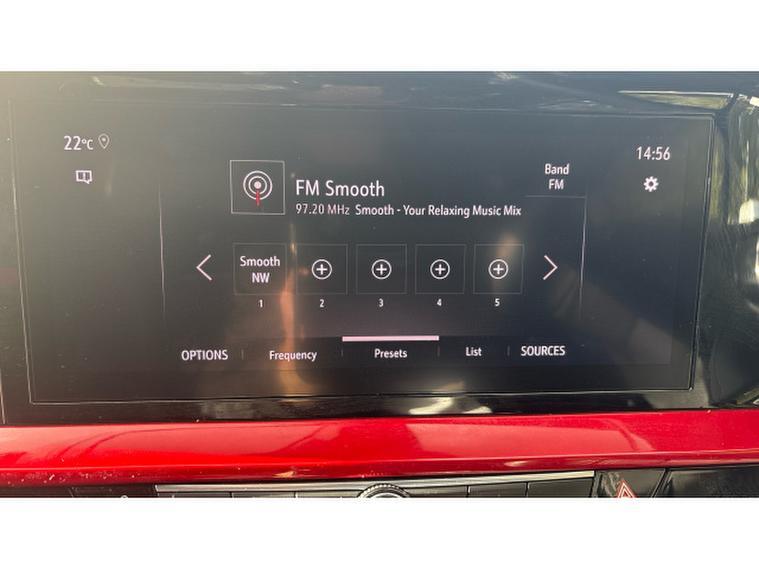 22°C
14:56
FM Smooth
97.20 MHz Smooth - Your Relaxing Music Mix
Band
FM
Smooth
NW
1 2 3 4 5
OPTIONS Frequency Presets List SOURCES